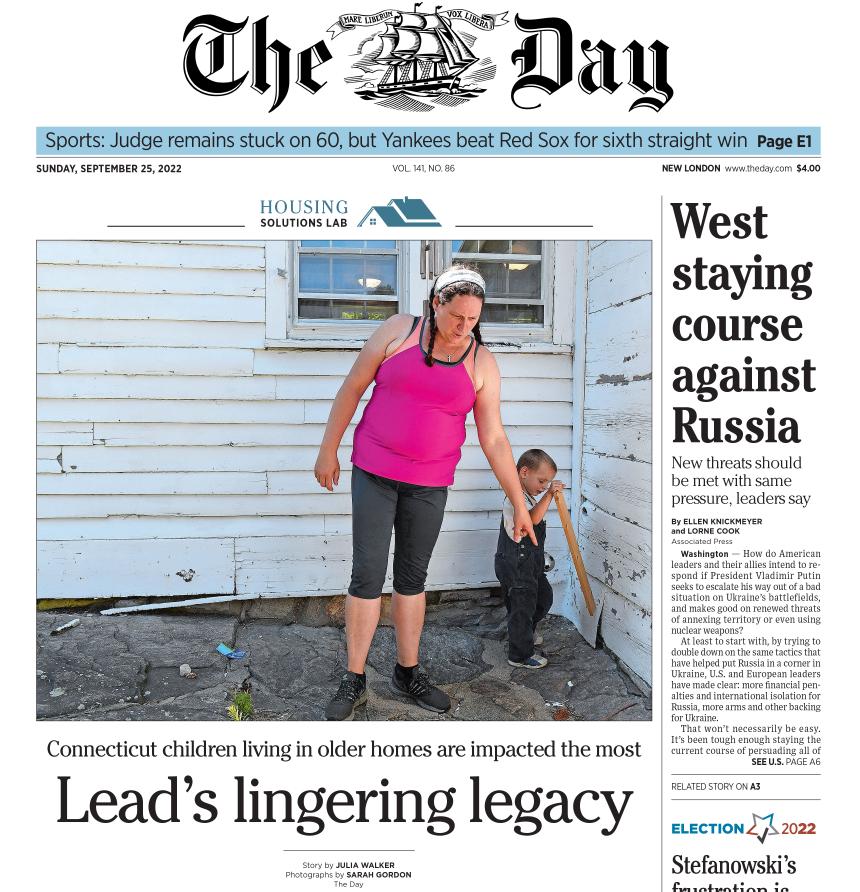 MARE LIBERUM VOX LIBERA
The Day
Sports: Judge remains stuck on 60, but Yankees beat Red Sox for sixth straight win Page E1
SUNDAY, SEPTEMBER 25, 2022 VOL. 141, NO. 86 NEW LONDON www.theday.com $4.00
HOUSING
SOLUTIONS LAB
Connecticut children living in older homes are impacted the most
Lead's lingering legacy
Story by JULIA WALKER
Photographs by SARAH GORDON
The Day
West
staying
course
against
Russia
New threats should
be met with same
pressure, leaders say
By ELLEN KNICKMEYER
and LORNE COOK
Associated Press
Washington — How do American
leaders and their allies intend to re-
spond if President Vladimir Putin
seeks to escalate his way out of a bad
situation on Ukraine's battlefields,
and makes good on renewed threats
of annexing territory or even using
nuclear weapons?
At least to start with, by trying to
double down on the same tactics that
have helped put Russia in a corner in
Ukraine, U.S. and European leaders
have made clear: more financial pen-
alties and international isolation for
Russia, more arms and other backing
for Ukraine.
That won't necessarily be easy.
It's been tough enough staying the
current course of persuading all of
SEE U.S. PAGE A6
RELATED STORY ON A3
ELECTION 2022
Stefanowski's
frustration is